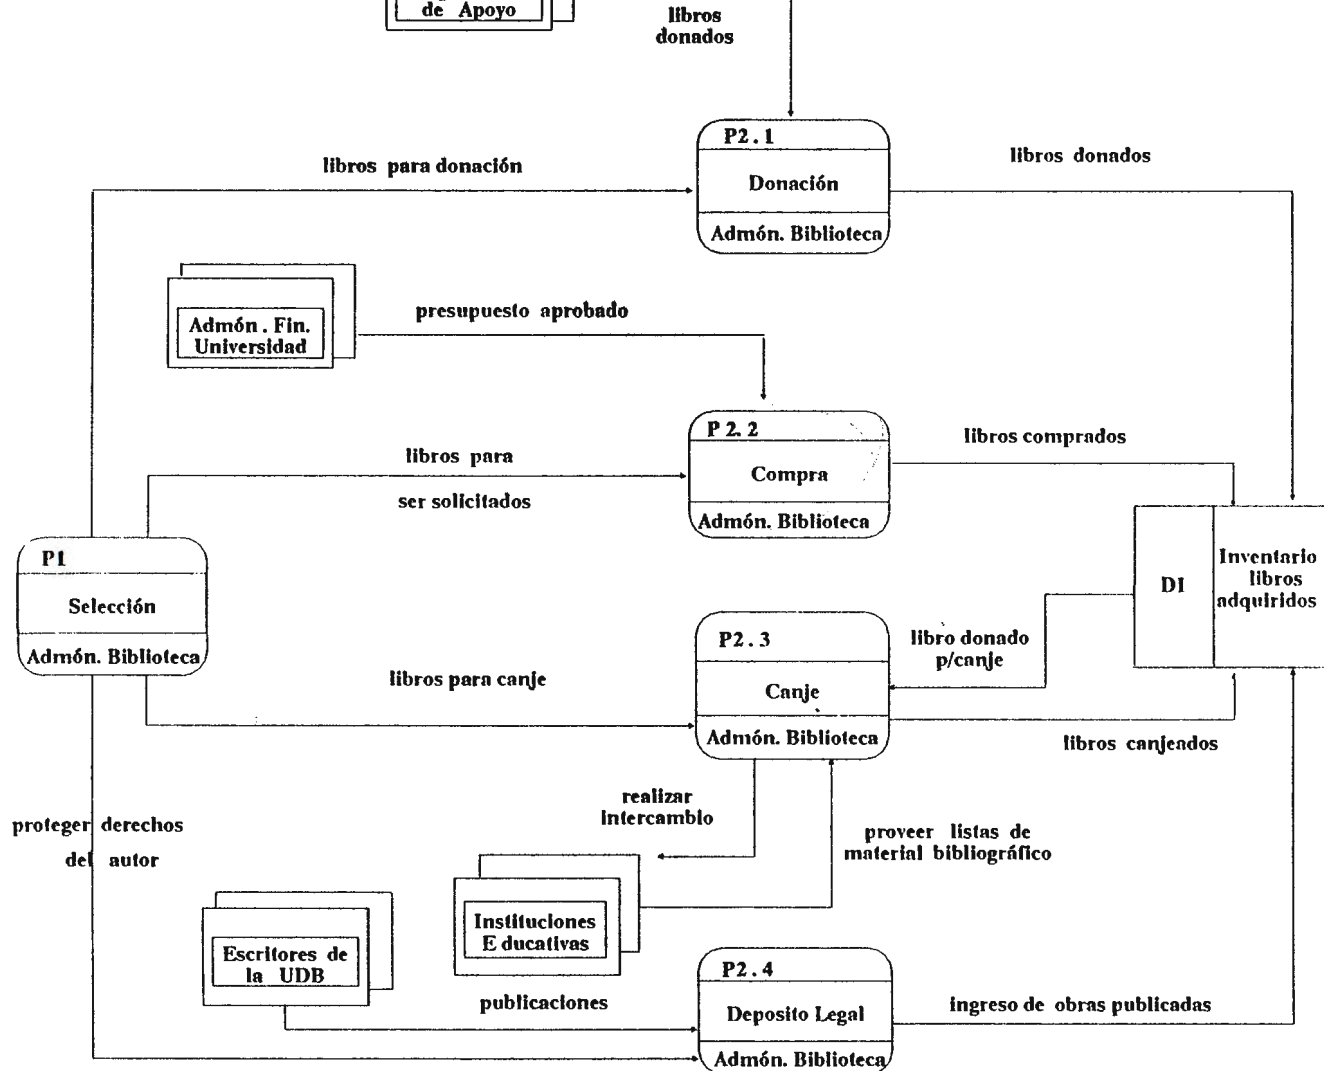 de Apoyo
libros
donados
P2.1
Donación
Admón. Biblioteca
libros para donación
libros donados
Admón. Fin.
Universidad
presupuesto aprobado
P 2. 2
Compra
Admón. Biblioteca
libros para
ser solicitados
libros comprados
P1
Selección
Admón. Biblioteca
D1
Inventario
libros
adquiridos
P2.3
Canje
Admón. Biblioteca
libro donado
p/canje
libros para canje
libros canjeados
realizar
intercambio
proveer listas de
material bibliográfico
proteger derechos
del autor
Instituciones
E ducativas
Escritores de
la UDB
publicaciones
P2.4
Deposito Legal
Admón. Biblioteca
ingreso de obras publicadas